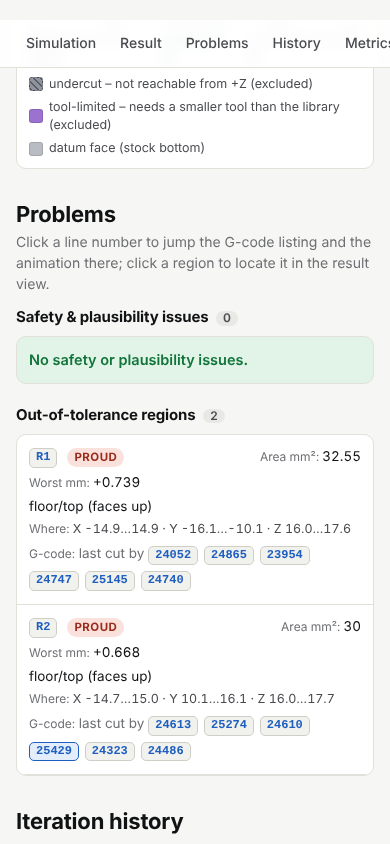 Simulation Result Problems History Metrics
undercut – not reachable from +Z (excluded)
tool-limited – needs a smaller tool than the library
(excluded)
datum face (stock bottom)
Problems
Click a line number to jump the G-code listing and the
animation there; click a region to locate it in the result
view.
Safety & plausibility issues 0
No safety or plausibility issues.
Out-of-tolerance regions 2
R1 PROUD Area mm²: 32.55
Worst mm: +0.739
floor/top (faces up)
Where: X -14.9…14.9 · Y -16.1…-10.1 · Z 16.0…17.6
G-code: last cut by 24052 24865 23954
24747 25145 24740
R2 PROUD Area mm²: 30
Worst mm: +0.668
floor/top (faces up)
Where: X -14.7…15.0 · Y 10.1…16.1 · Z 16.0…17.7
G-code: last cut by 24613 25274 24610
25429 24323 24486
Iteration history